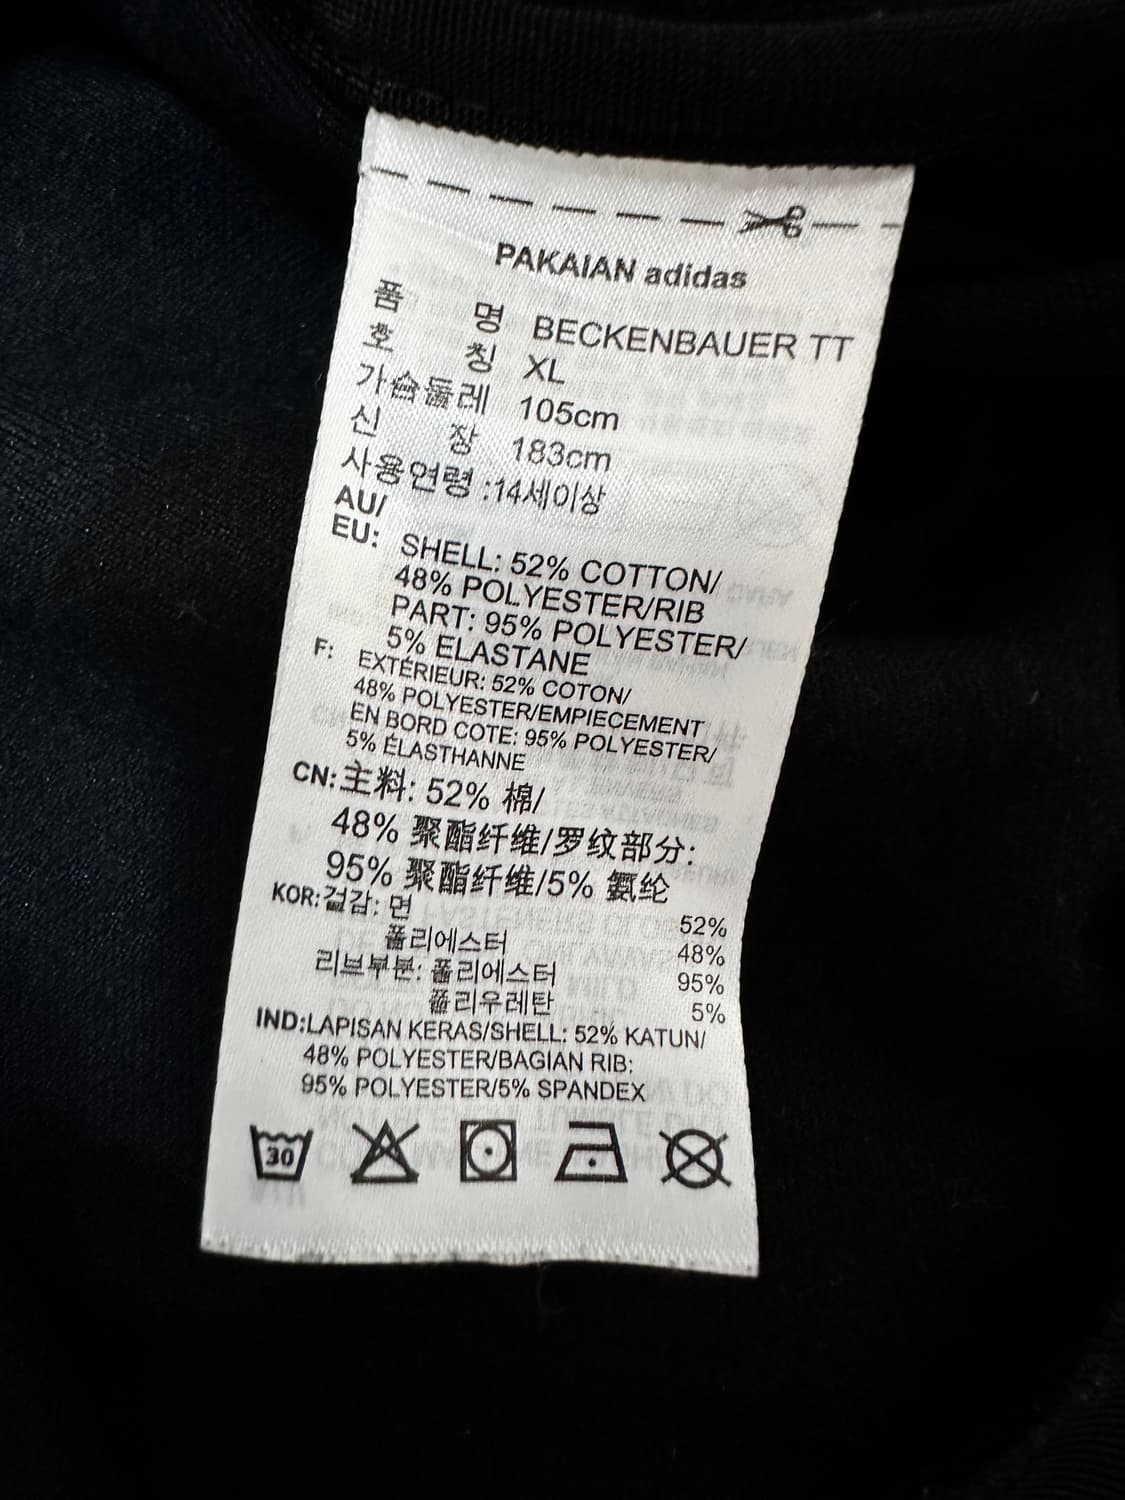 PAKAIAN adidas
품 명 BECKENBAUER TT
호 칭 XL
가슴둘레 105cm
신 장 183cm
사용연령 :14세이상
AU/
EU: SHELL: 52% COTTON/
48% POLYESTER/RIB
PART: 95% POLYESTER/
5% ELASTANE
F: EXTÉRIEUR: 52% COTON/
48% POLYESTER/EMPIECEMENT
EN BORD COTE: 95% POLYESTER/
5% ÉLASTHANNE
CN:主料: 52% 棉/
48% 聚酯纤维/罗纹部分:
95% 聚酯纤维/5% 氨纶
KOR:겉감: 면 52%
폴리에스터 48%
리브부분: 폴리에스터 95%
폴리우레탄 5%
IND:LAPISAN KERAS/SHELL: 52% KATUN/
48% POLYESTER/BAGIAN RIB:
95% POLYESTER/5% SPANDEX
30